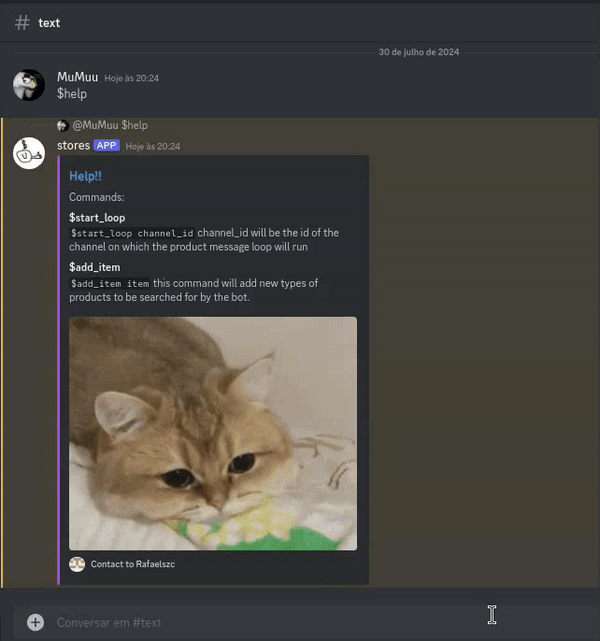 # text
30 de julho de 2024
MuMuu Hoje às 20:24
$help
@MuMuu $help
stores APP Hoje às 20:24
Help!!
Commands:
$start_loop
$start_loop channel_id channel_id will be the id of the
channel on which the product message loop will run
$add_item
$add_item item this command will add new types of
products to be searched for by the bot.
Contact to Rafaelszc
Conversar em #text